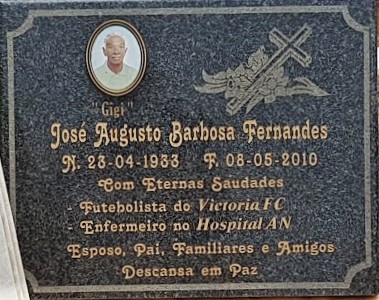 "Gigi"
José Augusto Barbosa Fernandes
N. 23-04-1933 F. 08-05-2010
Com Eternas Saudades
- Futebolista do Victoria FC
- Enfermeiro no Hospital AN
Esposo, Pai, Familiares e Amigos
Descansa em Paz